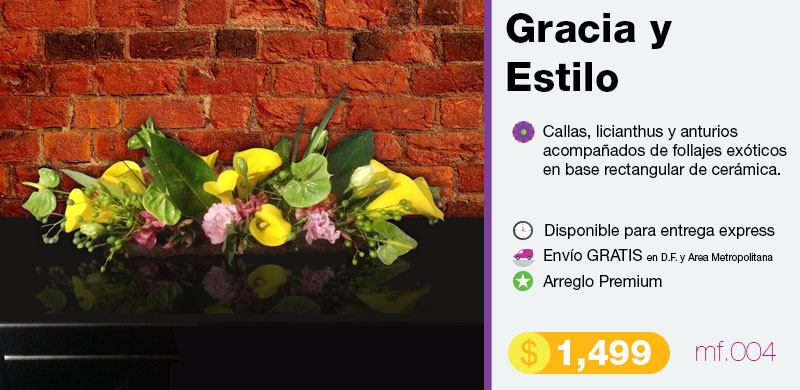 Gracia y
Estilo
Callas, licianthus y anturios
acompañados de follajes exóticos
en base rectangular de cerámica.
Disponible para entrega express
Envío GRATIS en D.F. y Area Metropolitana
Arreglo Premium
$ 1,499
mf.004